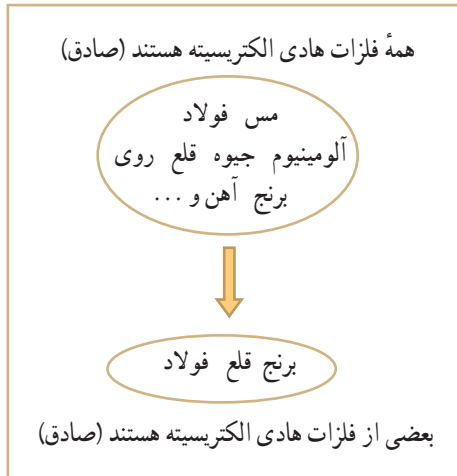 همهٔ فلزات هادی الکتریسیته هستند (صادق)
مس فولاد
آلومینیوم جیوه قلع روی
برنج آهن و ...
برنج قلع فولاد
بعضی از فلزات هادی الکتریسیته هستند (صادق)